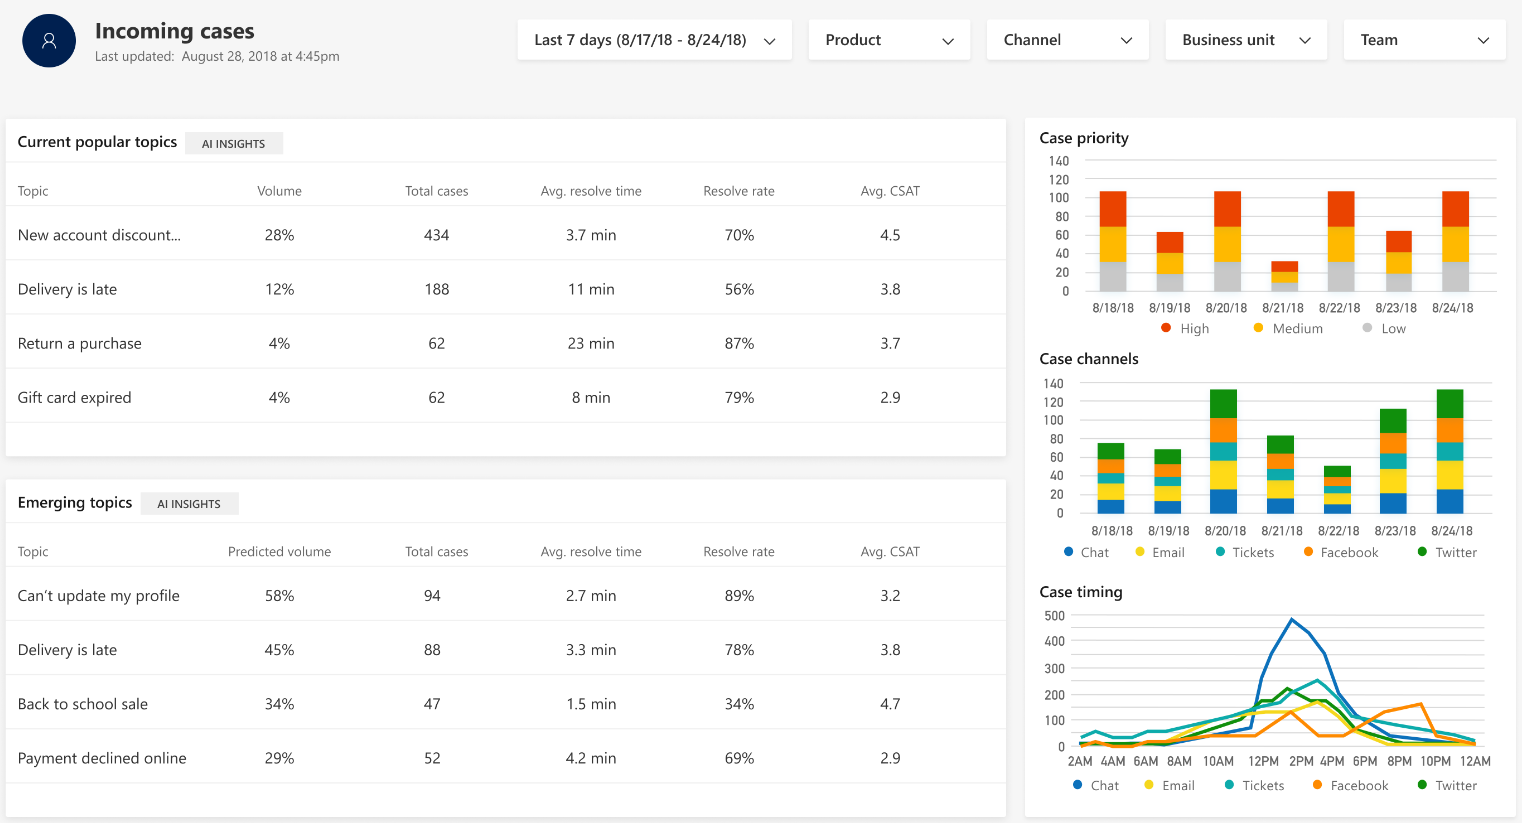 Incoming cases
Last updated: August 28, 2018 at 4:45pm
Last 7 days (8/17/18 - 8/24/18)
Product
Channel
Business unit
Team
Current popular topics AI INSIGHTS
Topic Volume Total cases Avg. resolve time Resolve rate Avg. CSAT
New account discount... 28% 434 3.7 min 70% 4.5
Delivery is late 12% 188 11 min 56% 3.8
Return a purchase 4% 62 23 min 87% 3.7
Gift card expired 4% 62 8 min 79% 2.9
Emerging topics AI INSIGHTS
Topic Predicted volume Total cases Avg. resolve time Resolve rate Avg. CSAT
Can't update my profile 58% 94 2.7 min 89% 3.2
Delivery is late 45% 88 3.3 min 78% 3.8
Back to school sale 34% 47 1.5 min 34% 4.7
Payment declined online 29% 52 4.2 min 69% 2.9
Case priority
140
120
100
80
60
40
20
0
8/18/18 8/19/18 8/20/18 8/21/18 8/22/18 8/23/18 8/24/18
High Medium Low
Case channels
140
120
100
80
60
40
20
0
8/18/18 8/19/18 8/20/18 8/21/18 8/22/18 8/23/18 8/24/18
Chat Email Tickets Facebook Twitter
Case timing
500
400
300
200
100
0
2AM 4AM 6AM 8AM 10AM 12PM 2PM 4PM 6PM 8PM 10PM 12AM
Chat Email Tickets Facebook Twitter